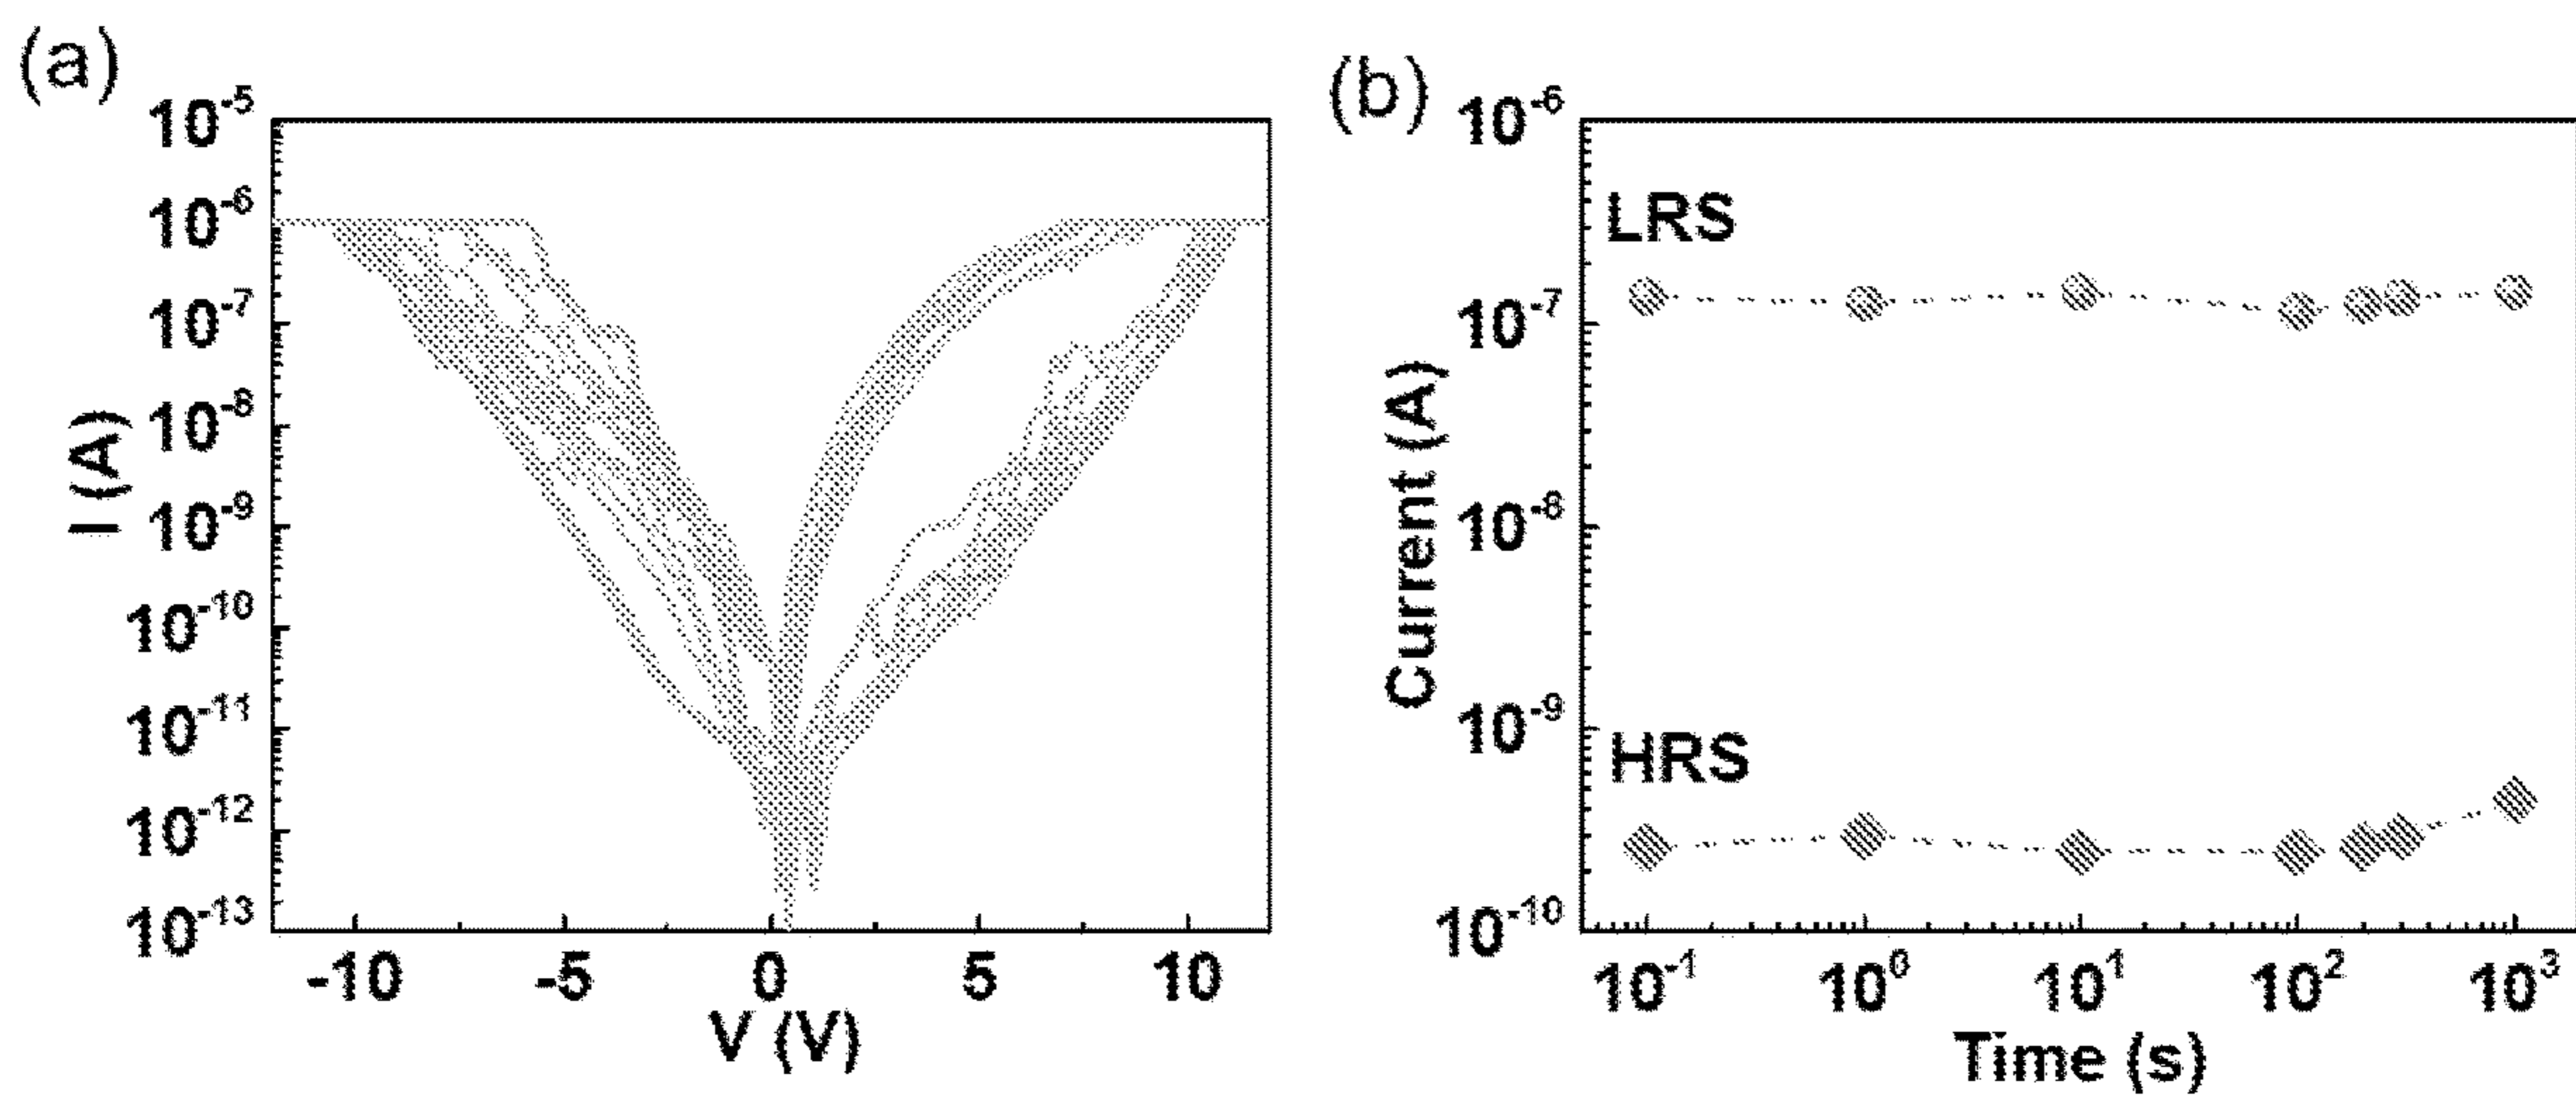 (a)
10⁻⁵
10⁻⁶
10⁻⁷
10⁻⁸
10⁻⁹
10⁻¹⁰
10⁻¹¹
10⁻¹²
10⁻¹³
I (A)
-10 -5 0 5 10
V (V)
(b)
10⁻⁶
10⁻⁷
10⁻⁸
10⁻⁹
10⁻¹⁰
Current (A)
LRS
HRS
10⁻¹ 10⁰ 10¹ 10² 10³
Time (s)